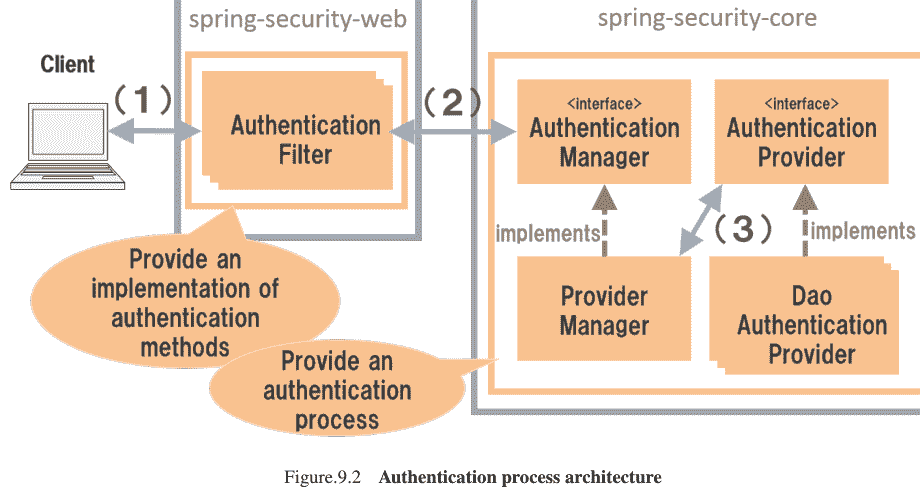 spring-security-web
spring-security-core
Client
(1)
(2)
Authentication
Filter
<interface>
Authentication
Manager
<interface>
Authentication
Provider
implements
(3)
implements
Provide an
implementation of
authentication
methods
Provider
Manager
Dao
Authentication
Provider
Provide an
authentication
process
Figure.9.2 Authentication process architecture